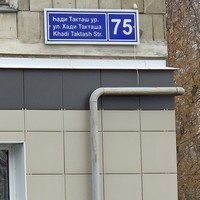 Һади Такташ ур.
ул. Хади Такташа
Khadi Taktash Str.
75